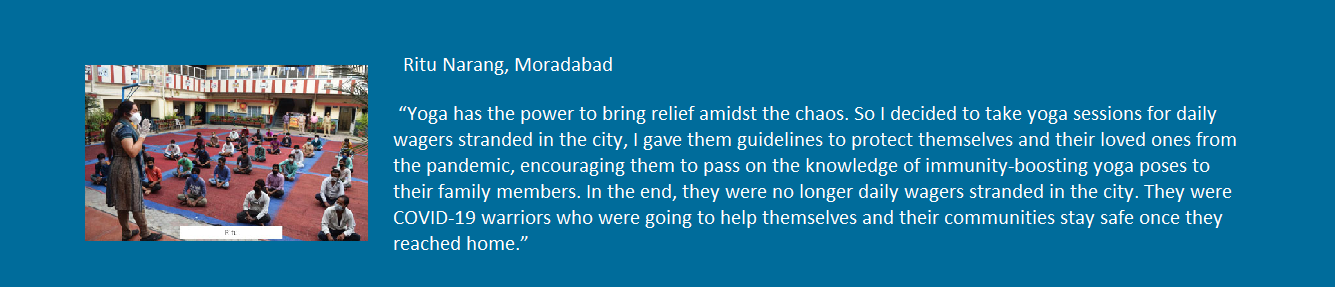 Ritu Narang, Moradabad
“Yoga has the power to bring relief amidst the chaos. So I decided to take yoga sessions for daily
wagers stranded in the city, I gave them guidelines to protect themselves and their loved ones from
the pandemic, encouraging them to pass on the knowledge of immunity-boosting yoga poses to
their family members. In the end, they were no longer daily wagers stranded in the city. They were
COVID-19 warriors who were going to help themselves and their communities stay safe once they
reached home.”